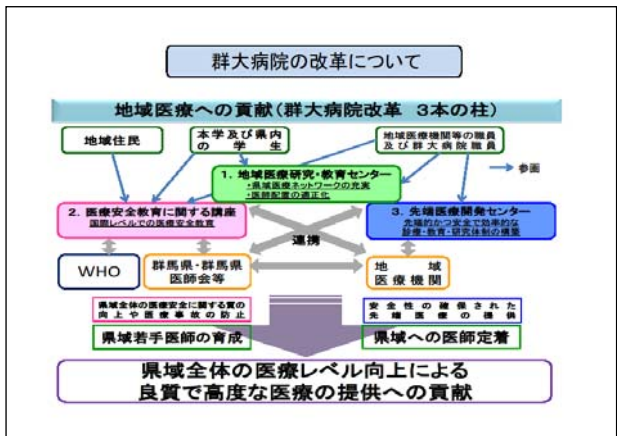 群大病院の改革について
地域医療への貢献(群大病院改革 3本の柱)
地域住民
本学及び県内
の学生
地域医療機関等の職員
及び群大病院職員
参画
1. 地域医療研究・教育センター
・県域医療ネットワークの充実
・医師配置の適正化
2. 医療安全教育に関する講座
国際レベルでの医療安全教育
3. 先端医療開発センター
先端的かつ安全で効率的な
診療・教育・研究体制の構築
連携
WHO
群馬県・群馬県
医師会等
地域
医療機関
県域全体の医療安全に関する質の
向上や医療事故の防止
安全性の確保された
先端医療の提供
県域若手医師の育成
県域への医師定着
県域全体の医療レベル向上による
良質で高度な医療の提供への貢献